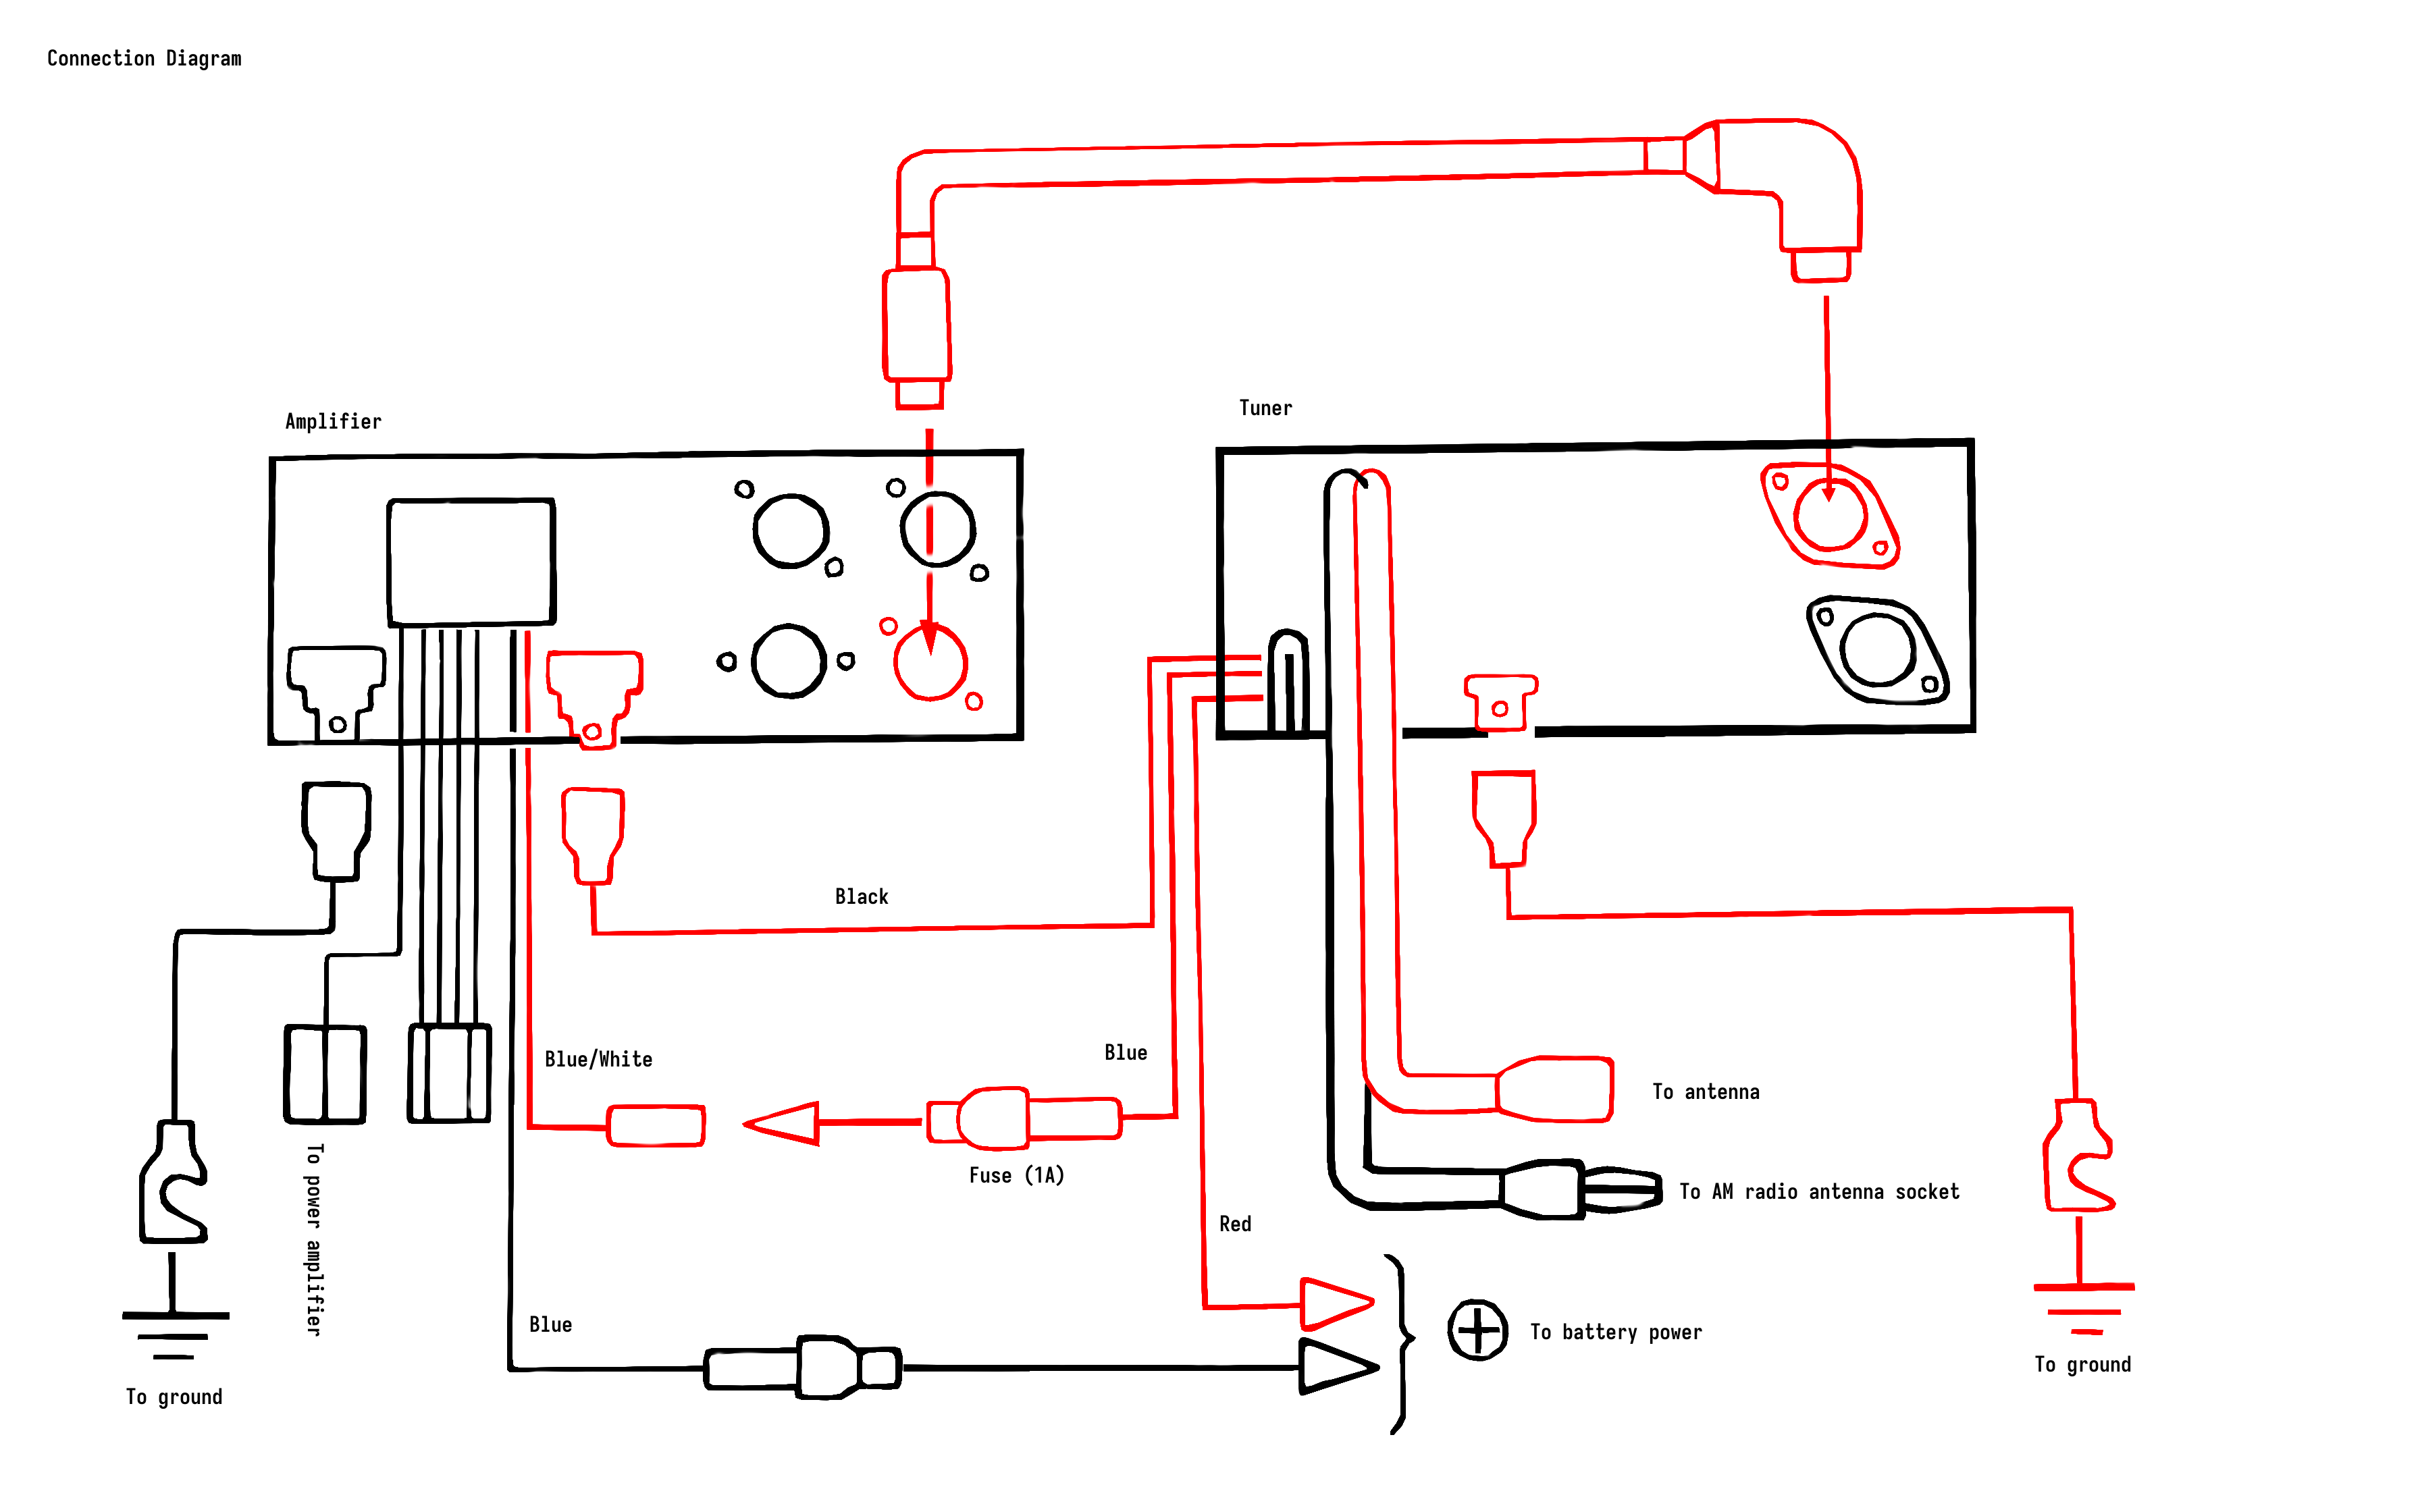 Connection Diagram
Amplifier
Tuner
Black
Blue/White
Blue
Fuse (1A)
To antenna
To AM radio antenna socket
Red
To power amplifier
Blue
To battery power
To ground
To ground